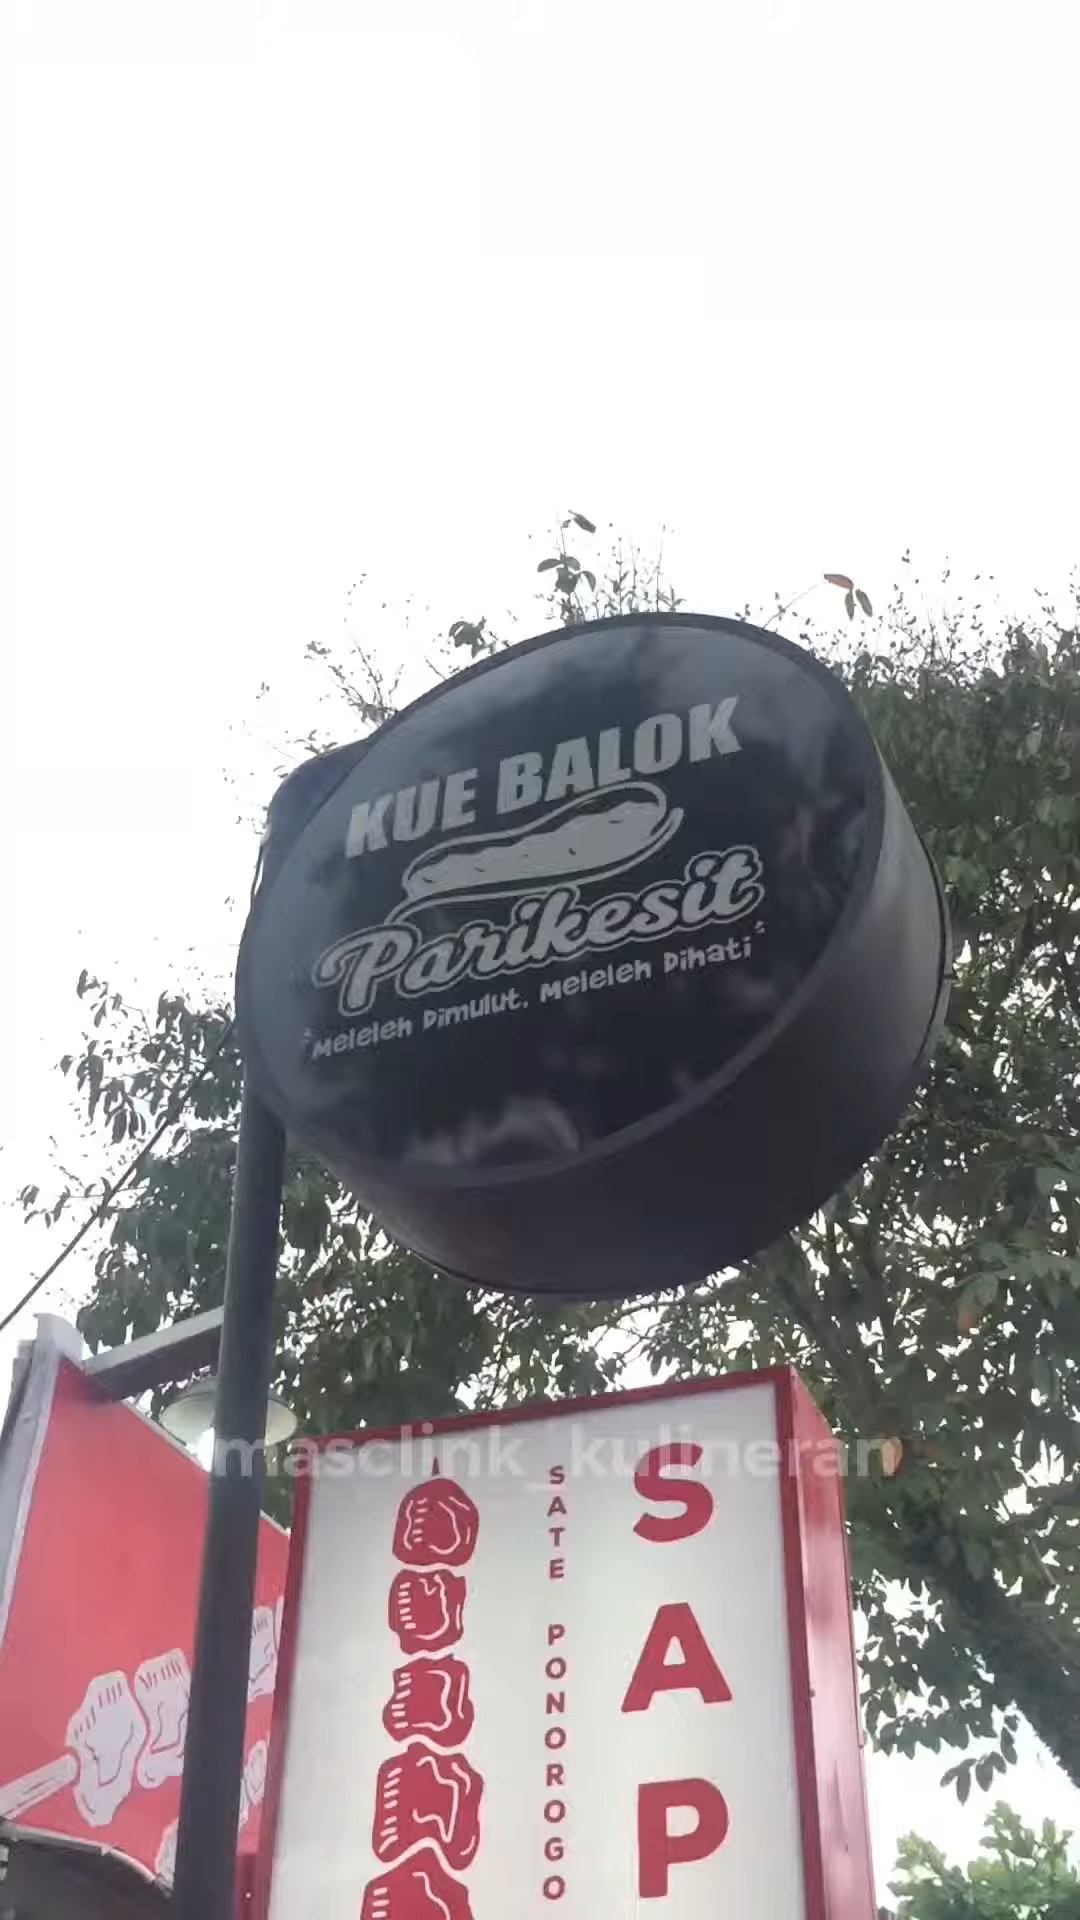 KUE BALOK
Parikesit
"Meleleh Dimulut, Meleleh Dihati"
masclink_kulineran
SATE PONOROGO
SAP